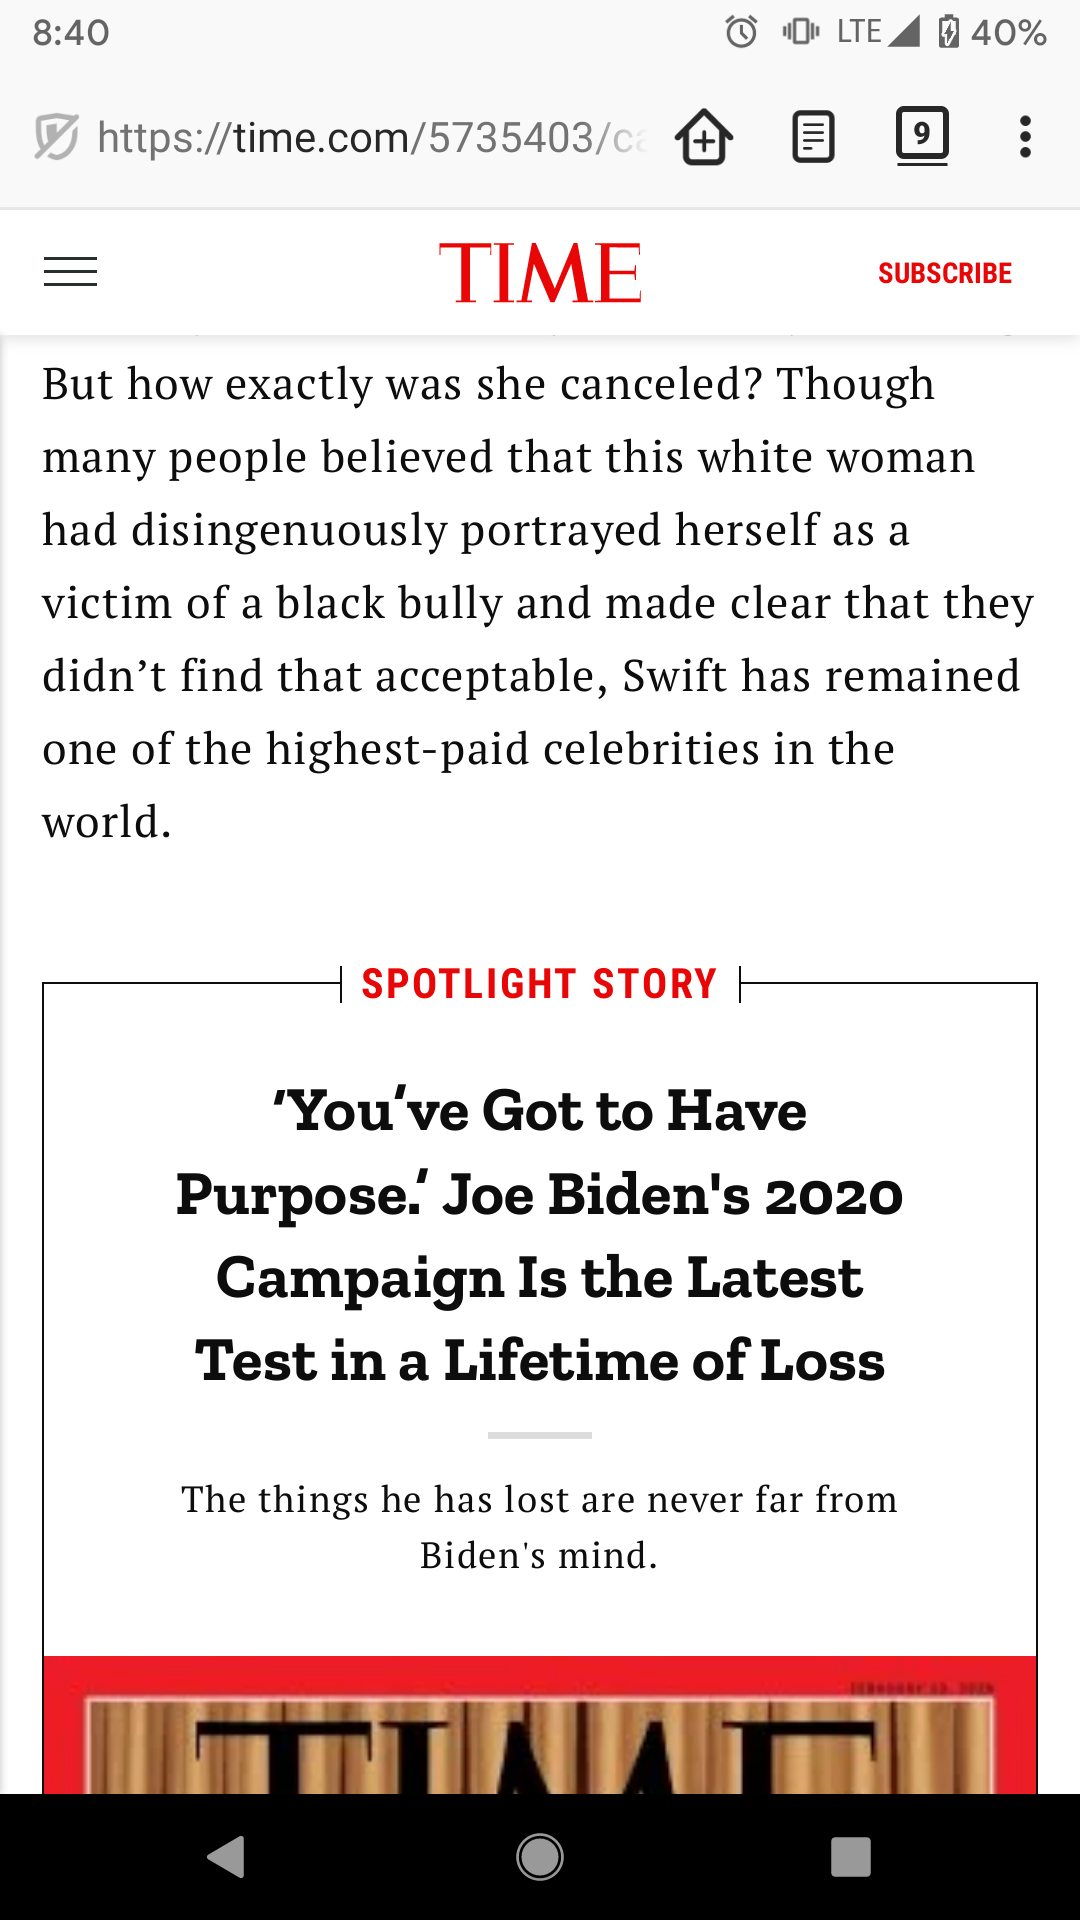 8:40
LTE
40%
https://time.com/5735403/ca
9
TIME
SUBSCRIBE
But how exactly was she canceled? Though
many people believed that this white woman
had disingenuously portrayed herself as a
victim of a black bully and made clear that they
didn’t find that acceptable, Swift has remained
one of the highest-paid celebrities in the
world.
SPOTLIGHT STORY
‘You’ve Got to Have
Purpose.’ Joe Biden's 2020
Campaign Is the Latest
Test in a Lifetime of Loss
The things he has lost are never far from
Biden's mind.
TIME